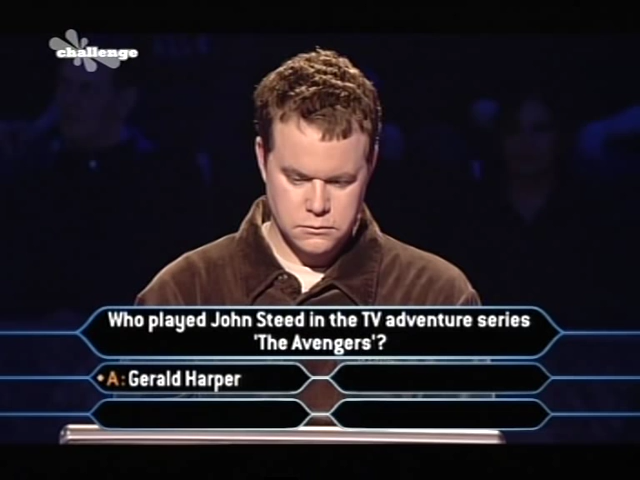 challenge
Who played John Steed in the TV adventure series
'The Avengers'?
A: Gerald Harper